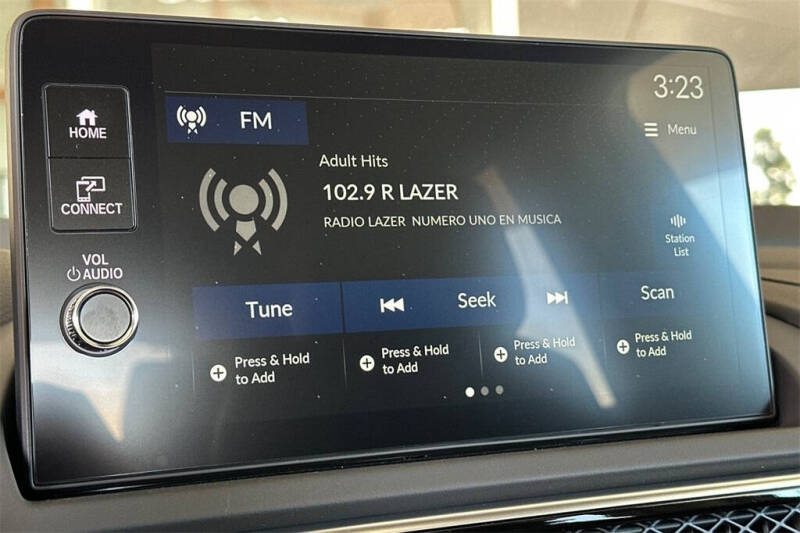 3:23
HOME
FM
Menu
Adult Hits
102.9 R LAZER
CONNECT
RADIO LAZER NUMERO UNO EN MUSICA
Station
List
VOL
AUDIO
Tune
Seek
Scan
Press & Hold
to Add
Press & Hold
to Add
Press & Hold
to Add
Press & Hold
to Add